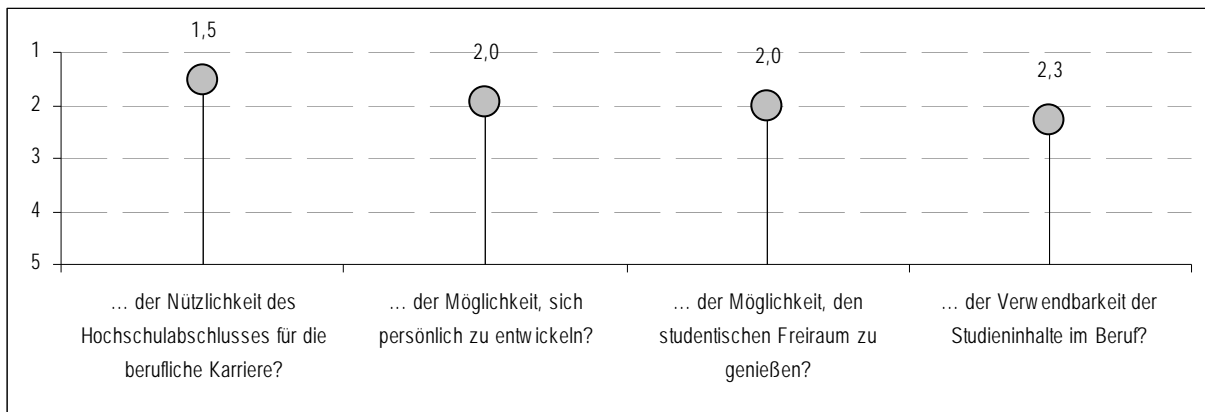 1,5
2,0
2,0
2,3
1
2
3
4
5
... der Nützlichkeit des
Hochschulabschlusses für die
berufliche Karriere?
... der Möglichkeit, sich
persönlich zu entwickeln?
... der Möglichkeit, den
studentischen Freiraum zu
genießen?
... der Verwendbarkeit der
Studieninhalte im Beruf?